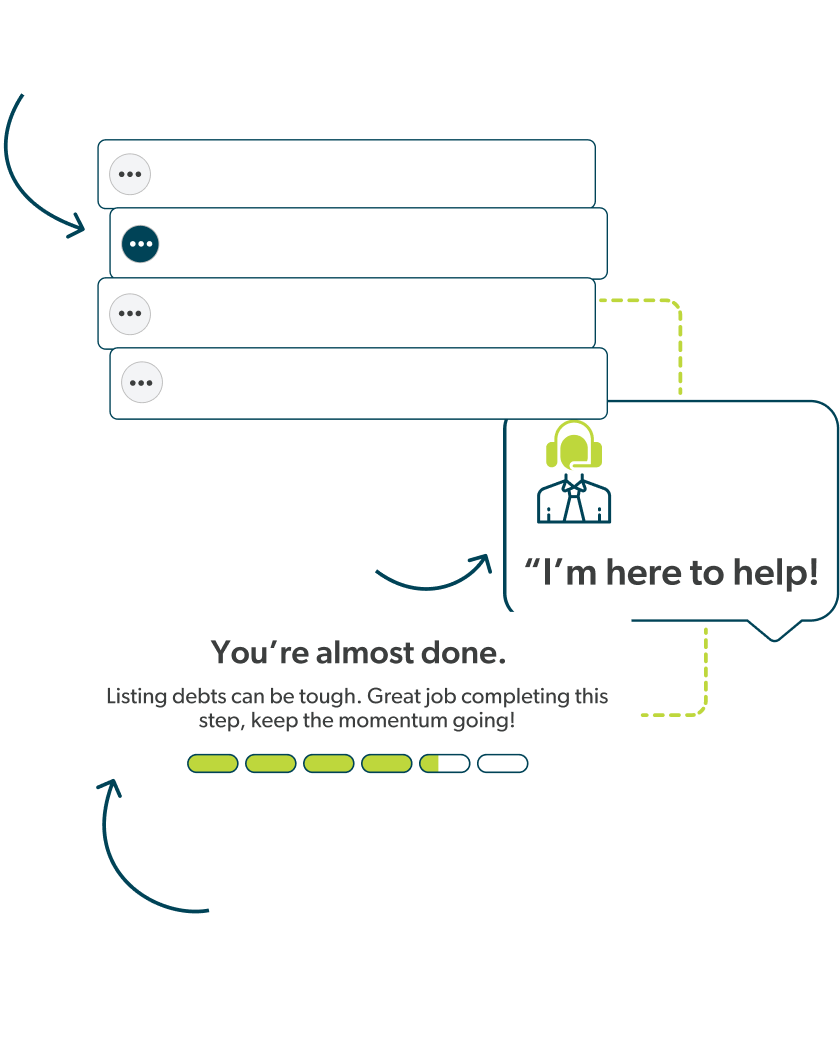 “I’m here to help!
You’re almost done.
Listing debts can be tough. Great job completing this
step, keep the momentum going!